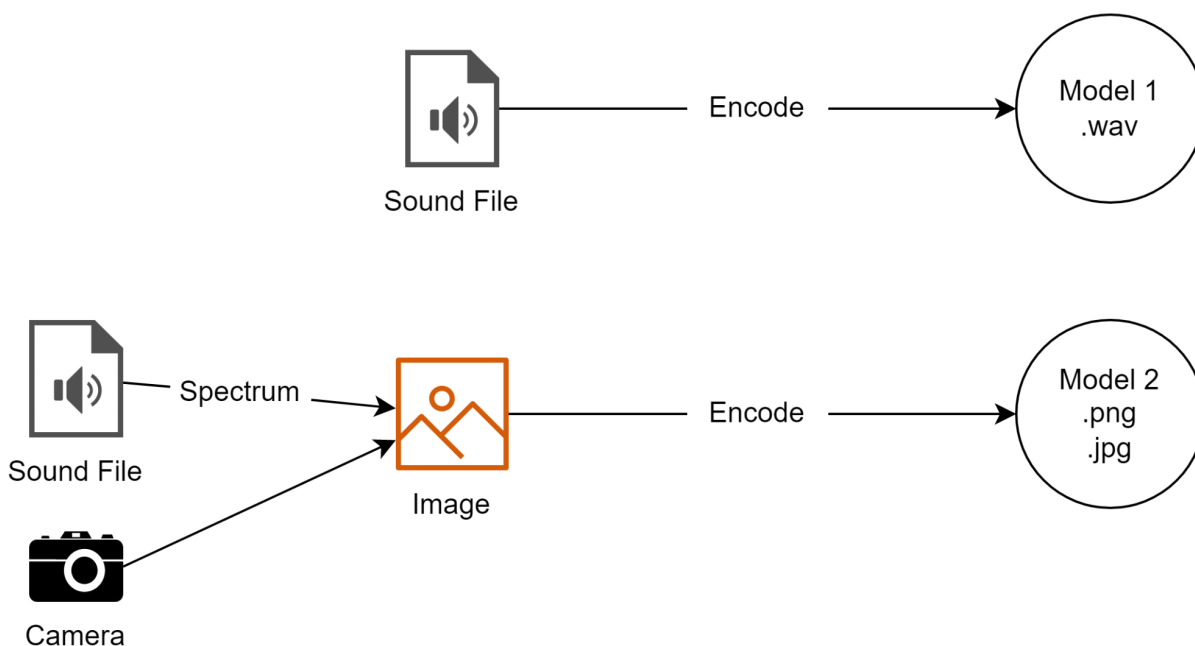 Encode
Model 1
.wav
Sound File
Spectrum
Sound File
Image
Encode
Model 2
.png
.jpg
Camera